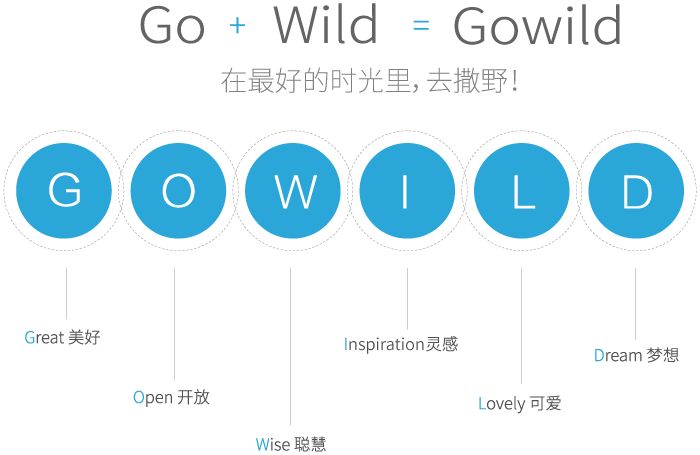 Go + Wild = Gowild
在最好的时光里，去撒野！
G O W I L D
Great 美好
Open 开放
Wise 聪慧
Inspiration灵感
Lovely 可爱
Dream 梦想